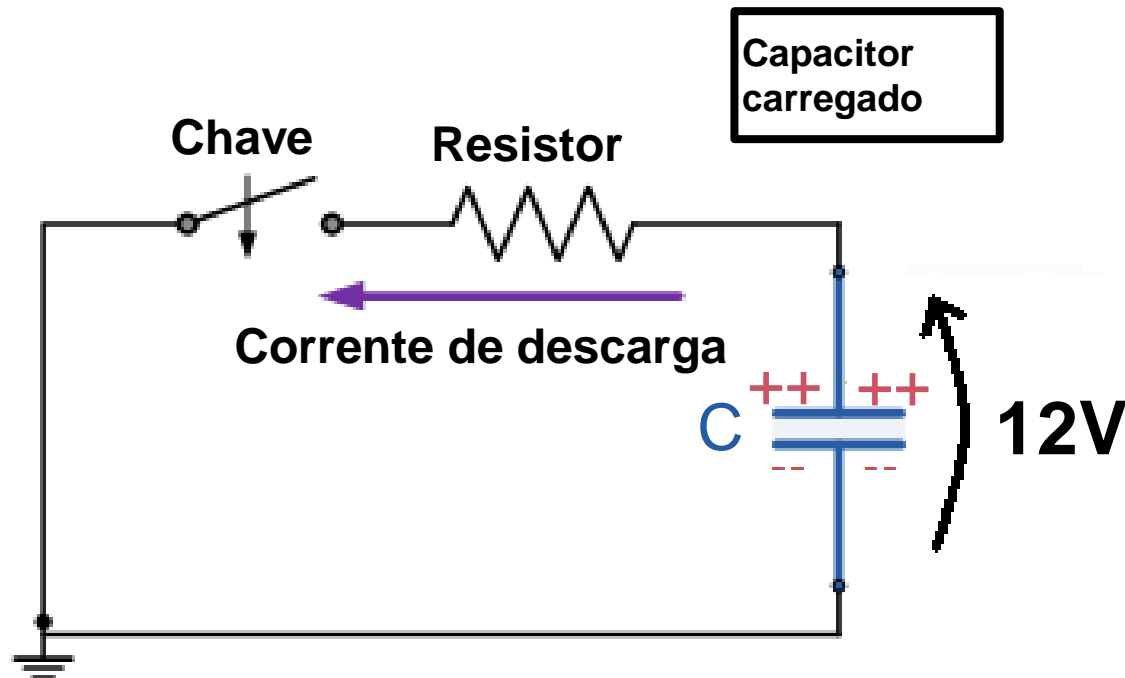 Capacitor
carregado
Chave
Resistor
Corrente de descarga
++ ++
C
12V
-- --